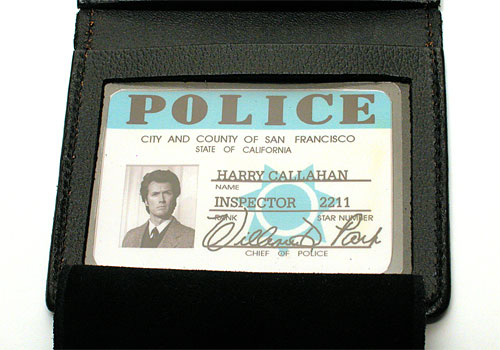 POLICE
CITY AND COUNTY OF SAN FRANCISCO
STATE OF CALIFORNIA
HARRY CALLAHAN
NAME
INSPECTOR 2211
RANK STAR NUMBER
CHIEF OF POLICE